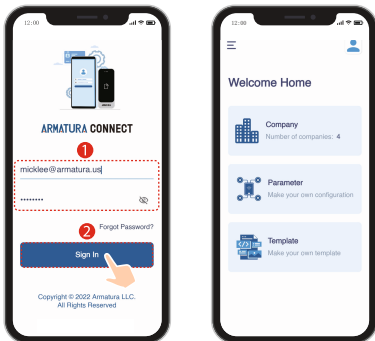 12:00
ARMATURA CONNECT
1
micklee@armatura.us
••••••••
Forgot Password?
2
Sign In
Copyright © 2022 Armatura LLC.
All Rights Reserved
12:00
Welcome Home
Company
Number of companies: 4
Parameter
Make your own configuration
Template
Make your own template